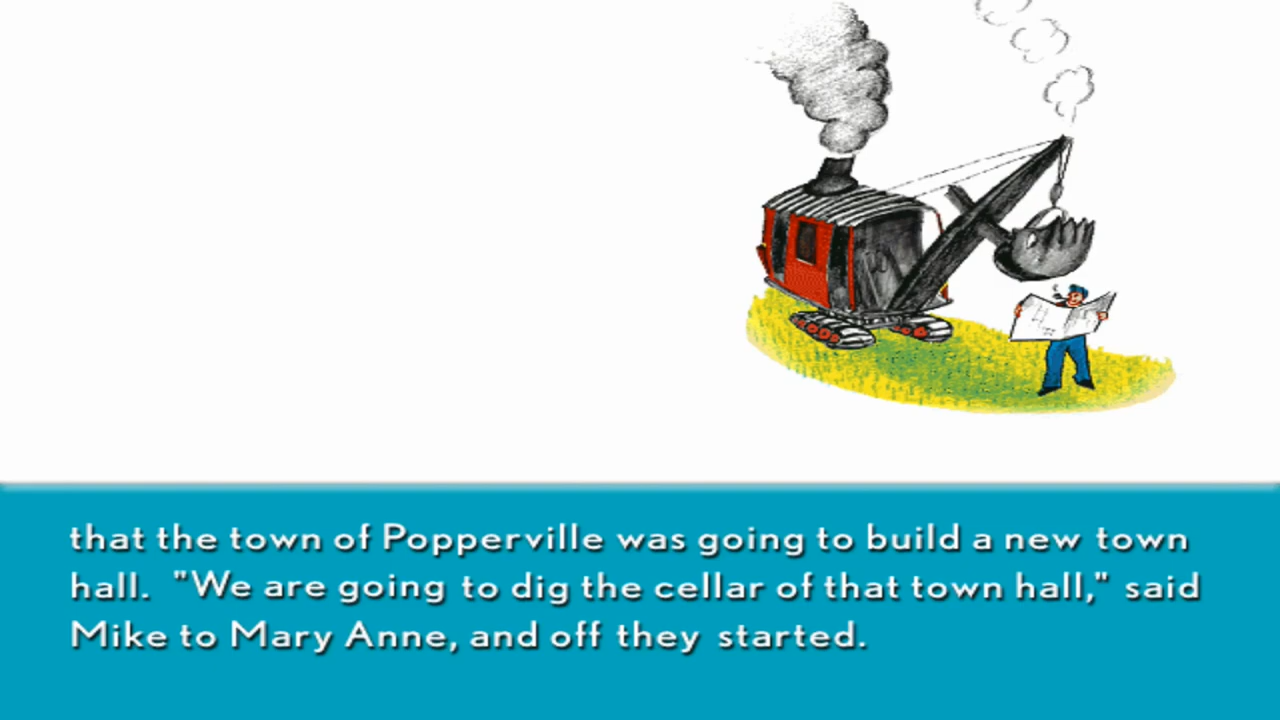 that the town of Popperville was going to build a new town
hall. "We are going to dig the cellar of that town hall," said
Mike to Mary Anne, and off they started.